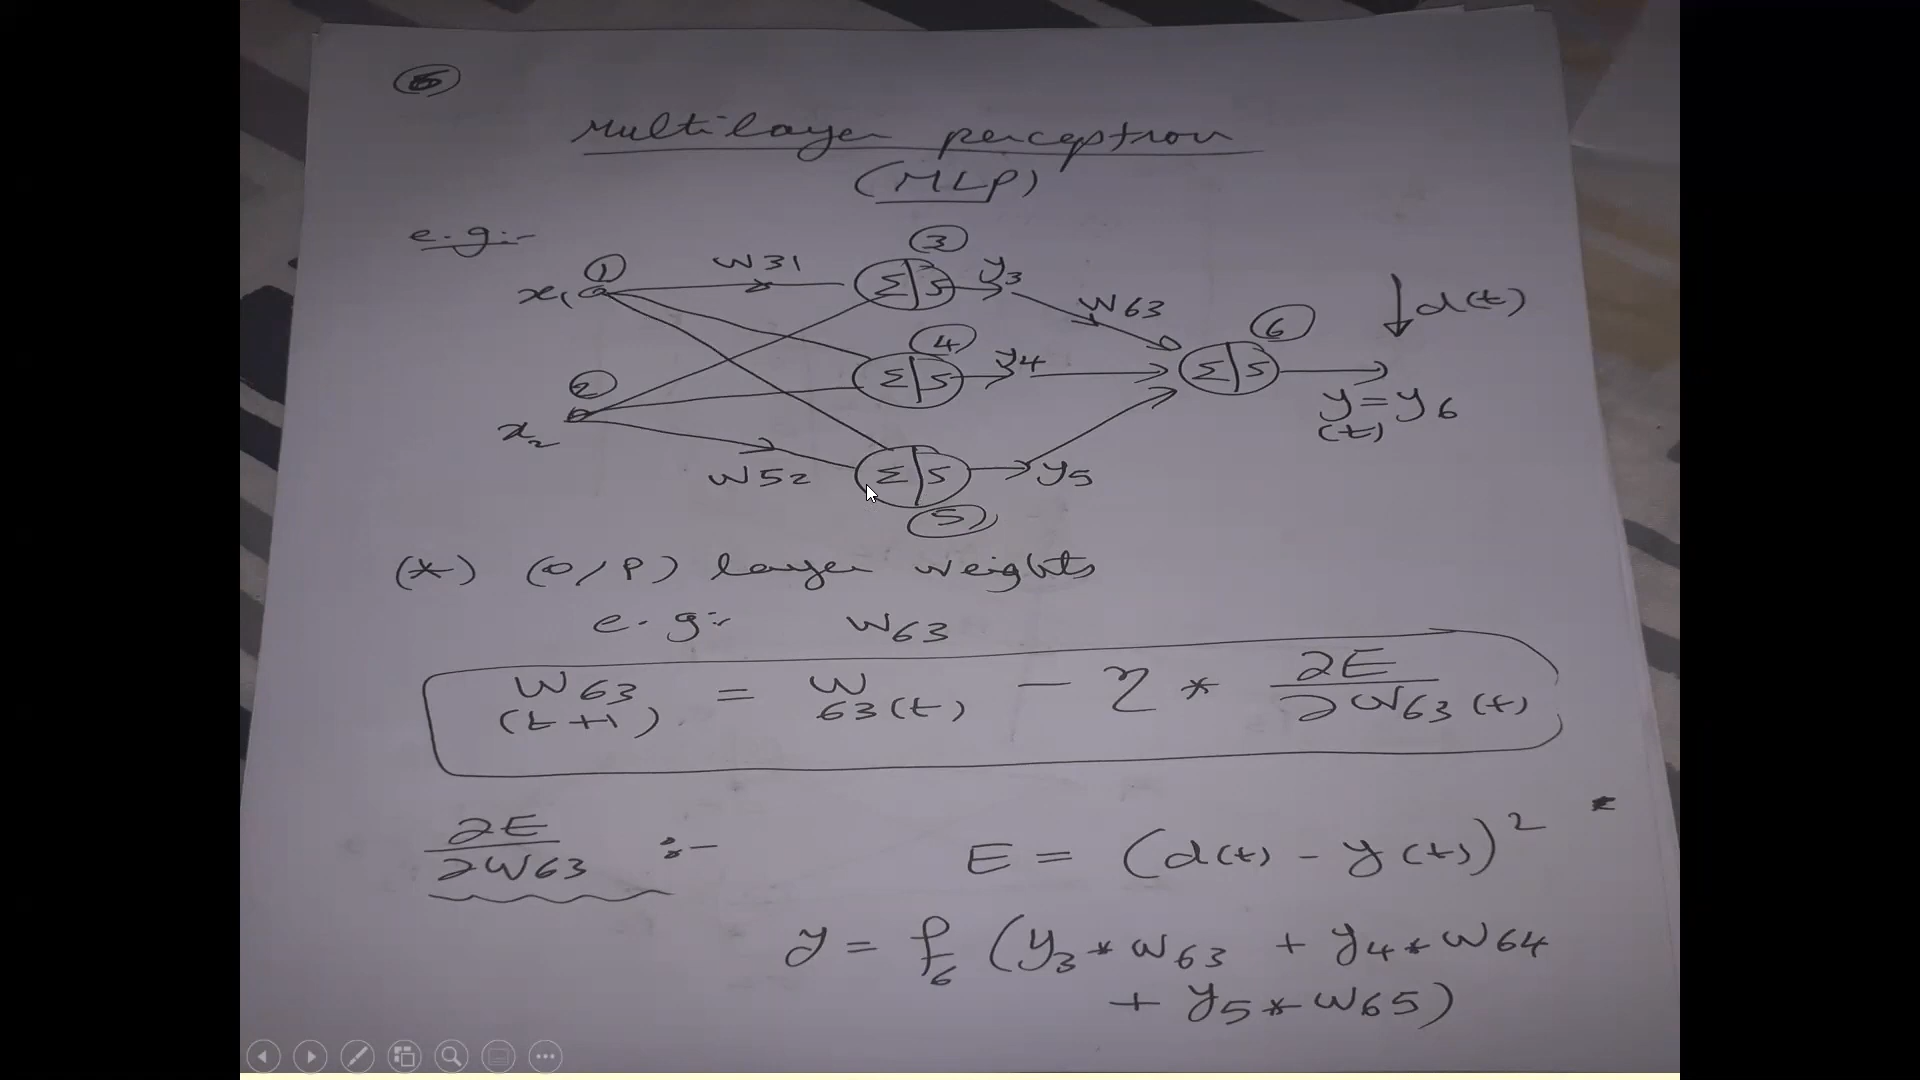 Multilayer perceptron
(MLP)
e.g:-
1
x1
w31
3
Σ S
y3
w63
d(t)
2
x2
4
Σ S
y4
6
Σ S
y = y6
(t)
w52
Σ S
y5
5
(*) (O/P) layer weights
e.g:- w63
w63 (t+1) = w63(t) - η * ∂E / ∂w63(t)
∂E / ∂w63 :- E = (d(t) - y(t))²
y = f6 (y3 * w63 + y4 * w64
+ y5 * w65)